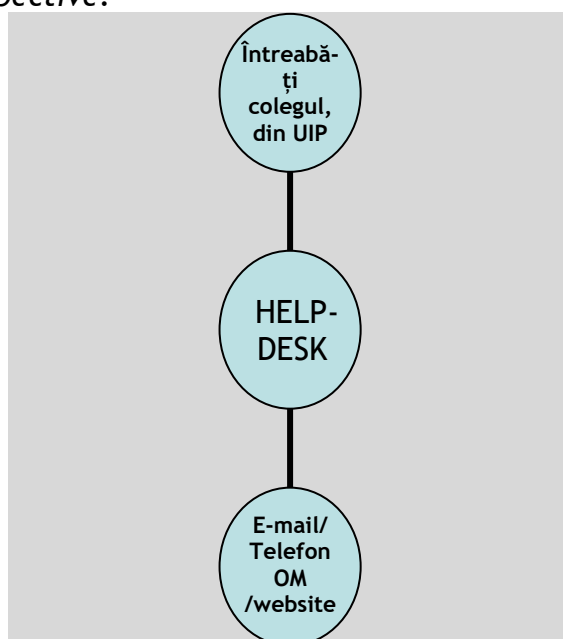 Întreabă-
ți
colegul,
din UIP
HELP-
DESK
E-mail/
Telefon
OM
/website